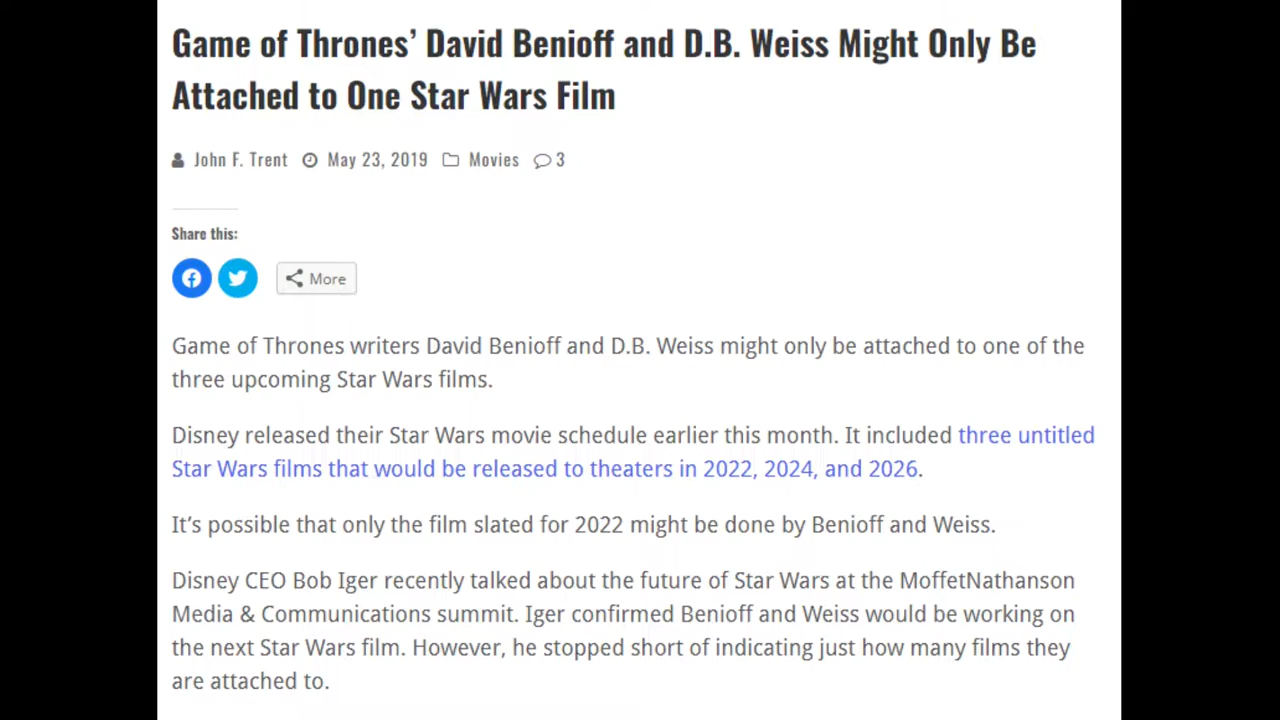 Game of Thrones’ David Benioff and D.B. Weiss Might Only Be
Attached to One Star Wars Film
John F. Trent May 23, 2019 Movies 3
Share this:
More
Game of Thrones writers David Benioff and D.B. Weiss might only be attached to one of the
three upcoming Star Wars films.
Disney released their Star Wars movie schedule earlier this month. It included three untitled
Star Wars films that would be released to theaters in 2022, 2024, and 2026.
It’s possible that only the film slated for 2022 might be done by Benioff and Weiss.
Disney CEO Bob Iger recently talked about the future of Star Wars at the MoffetNathanson
Media & Communications summit. Iger confirmed Benioff and Weiss would be working on
the next Star Wars film. However, he stopped short of indicating just how many films they
are attached to.